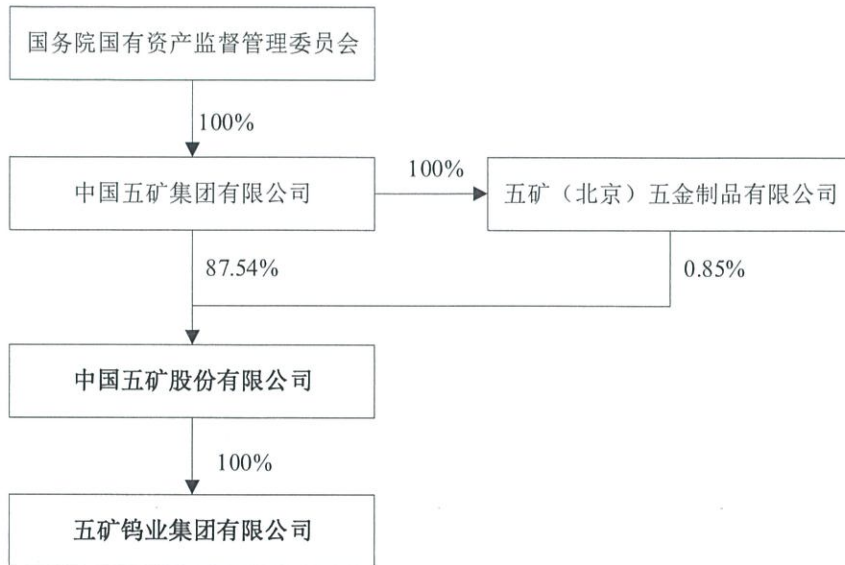 国务院国有资产监督管理委员会
100%
中国五矿集团有限公司
100%
五矿（北京）五金制品有限公司
87.54%
0.85%
中国五矿股份有限公司
100%
五矿钨业集团有限公司